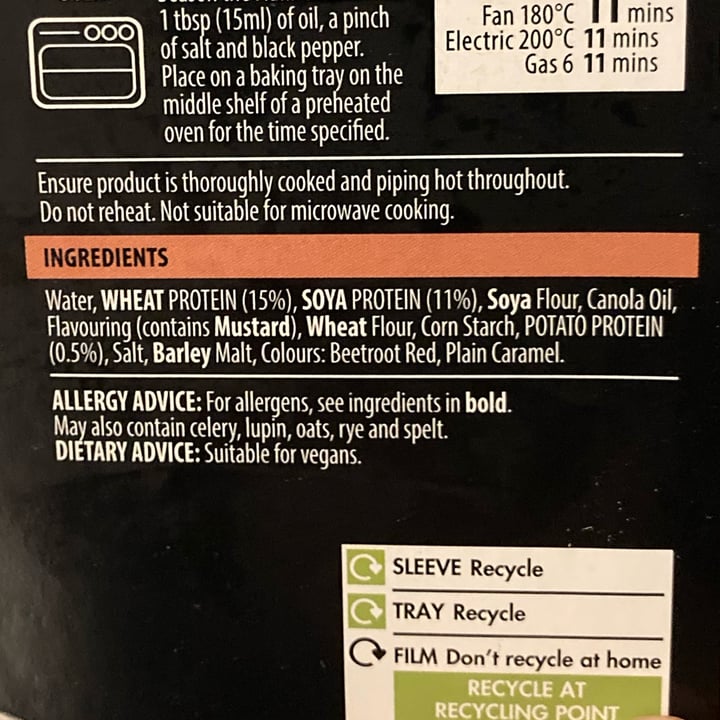 1 tbsp (15ml) of oil, a pinch
of salt and black pepper.
Place on a baking tray on the
middle shelf of a preheated
oven for the time specified.
Fan 180°C 11 mins
Electric 200°C 11 mins
Gas 6 11 mins
Ensure product is thoroughly cooked and piping hot throughout.
Do not reheat. Not suitable for microwave cooking.
INGREDIENTS
Water, WHEAT PROTEIN (15%), SOYA PROTEIN (11%), Soya Flour, Canola Oil,
Flavouring (contains Mustard), Wheat Flour, Corn Starch, POTATO PROTEIN
(0.5%), Salt, Barley Malt, Colours: Beetroot Red, Plain Caramel.
ALLERGY ADVICE: For allergens, see ingredients in bold.
May also contain celery, lupin, oats, rye and spelt.
DIETARY ADVICE: Suitable for vegans.
SLEEVE Recycle
TRAY Recycle
FILM Don't recycle at home
RECYCLE AT
RECYCLING POINT